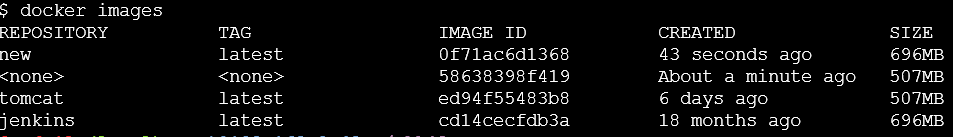 $ docker images
REPOSITORY TAG IMAGE ID CREATED SIZE
new latest 0f71ac6d1368 43 seconds ago 696MB
<none> <none> 58638398f419 About a minute ago 507MB
tomcat latest ed94f55483b8 6 days ago 507MB
jenkins latest cd14cecfdb3a 18 months ago 696MB